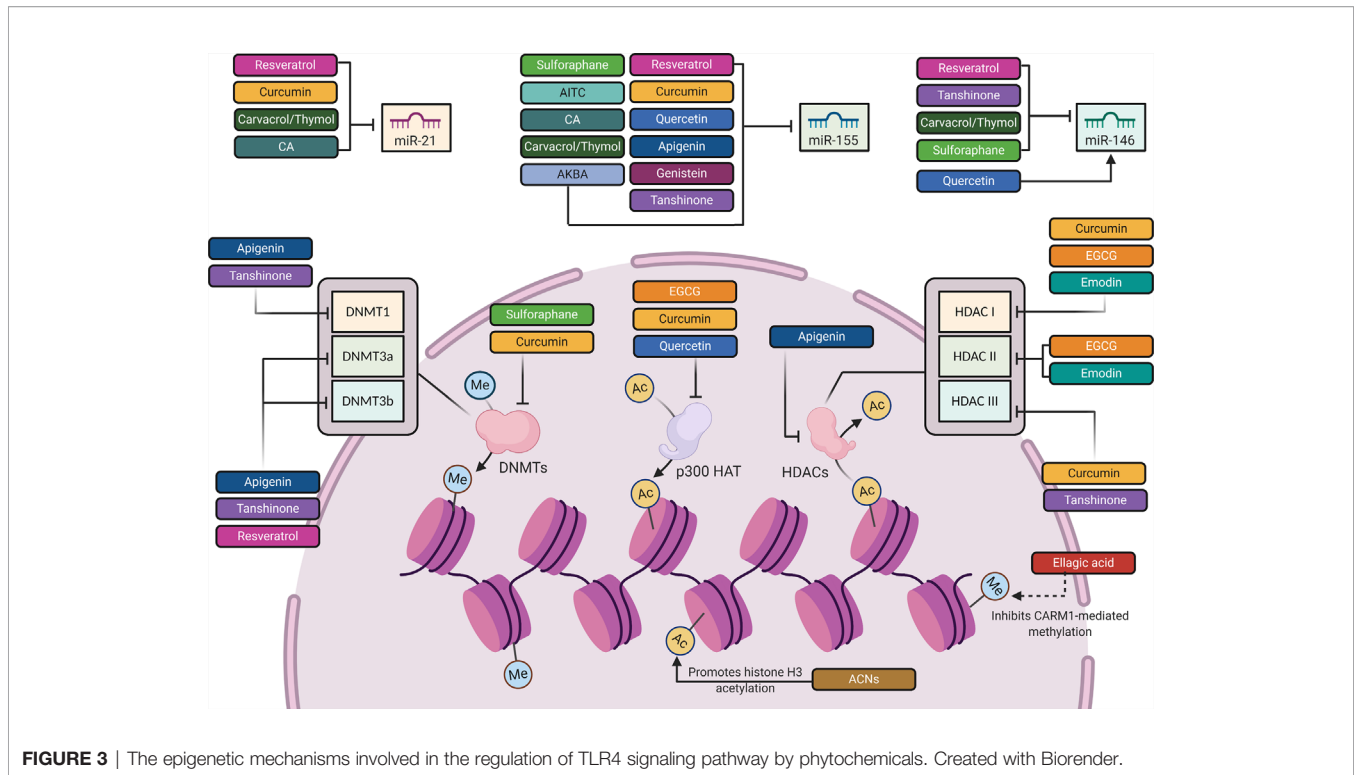 Resveratrol
Curcumin
Carvacrol/Thymol
CA
miR-21
Sulforaphane
AITC
CA
Carvacrol/Thymol
AKBA
Resveratrol
Curcumin
Quercetin
Apigenin
Genistein
Tanshinone
miR-155
Resveratrol
Tanshinone
Carvacrol/Thymol
Sulforaphane
Quercetin
miR-146
Apigenin
Tanshinone
DNMT1
DNMT3a
DNMT3b
Apigenin
Tanshinone
Resveratrol
Sulforaphane
Curcumin
Me
DNMTs
Me
Me
EGCG
Curcumin
Quercetin
Ac
p300 HAT
Ac
Apigenin
Ac
HDACs
Ac
Curcumin
EGCG
Emodin
HDAC I
HDAC II
HDAC III
EGCG
Emodin
Curcumin
Tanshinone
Ellagic acid
Me
Inhibits CARM1-mediated
methylation
Ac
Promotes histone H3
acetylation
ACNs
FIGURE 3 | The epigenetic mechanisms involved in the regulation of TLR4 signaling pathway by phytochemicals. Created with Biorender.